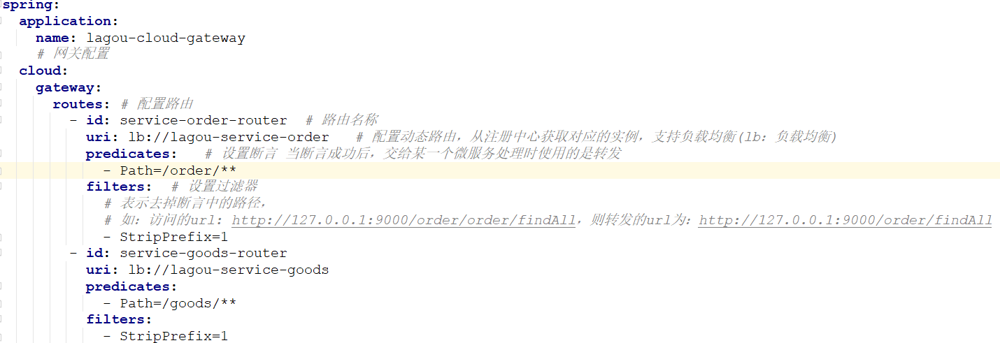 spring:
  application:
    name: lagou-cloud-gateway
    # 网关配置
  cloud:
    gateway:
      routes: # 配置路由
        - id: service-order-router  # 路由名称
          uri: lb://lagou-service-order   # 配置动态路由，从注册中心获取对应的实例，支持负载均衡(lb：负载均衡)
          predicates:   # 设置断言 当断言成功后，交给某一个微服务处理时使用的是转发
            - Path=/order/**
          filters:  # 设置过滤器
            # 表示去掉断言中的路径，
            # 如：访问的url：http://127.0.0.1:9000/order/order/findAll，则转发的url为：http://127.0.0.1:9000/order/findAll
            - StripPrefix=1
        - id: service-goods-router
          uri: lb://lagou-service-goods
          predicates:
            - Path=/goods/**
          filters:
            - StripPrefix=1